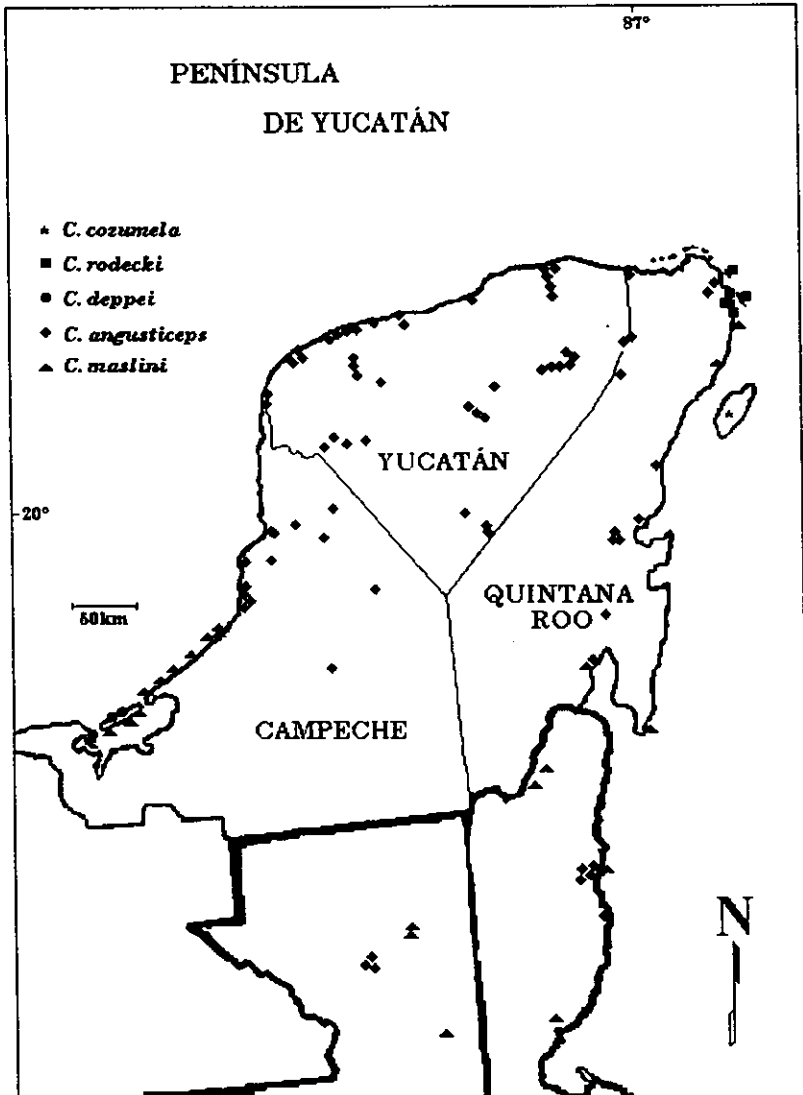 87°
PENÍNSULA
DE YUCATÁN
C. cozumela
C. rodecki
C. deppei
C. angusticeps
C. maslini
YUCATÁN
20°
QUINTANA
ROO
50km
CAMPECHE
N